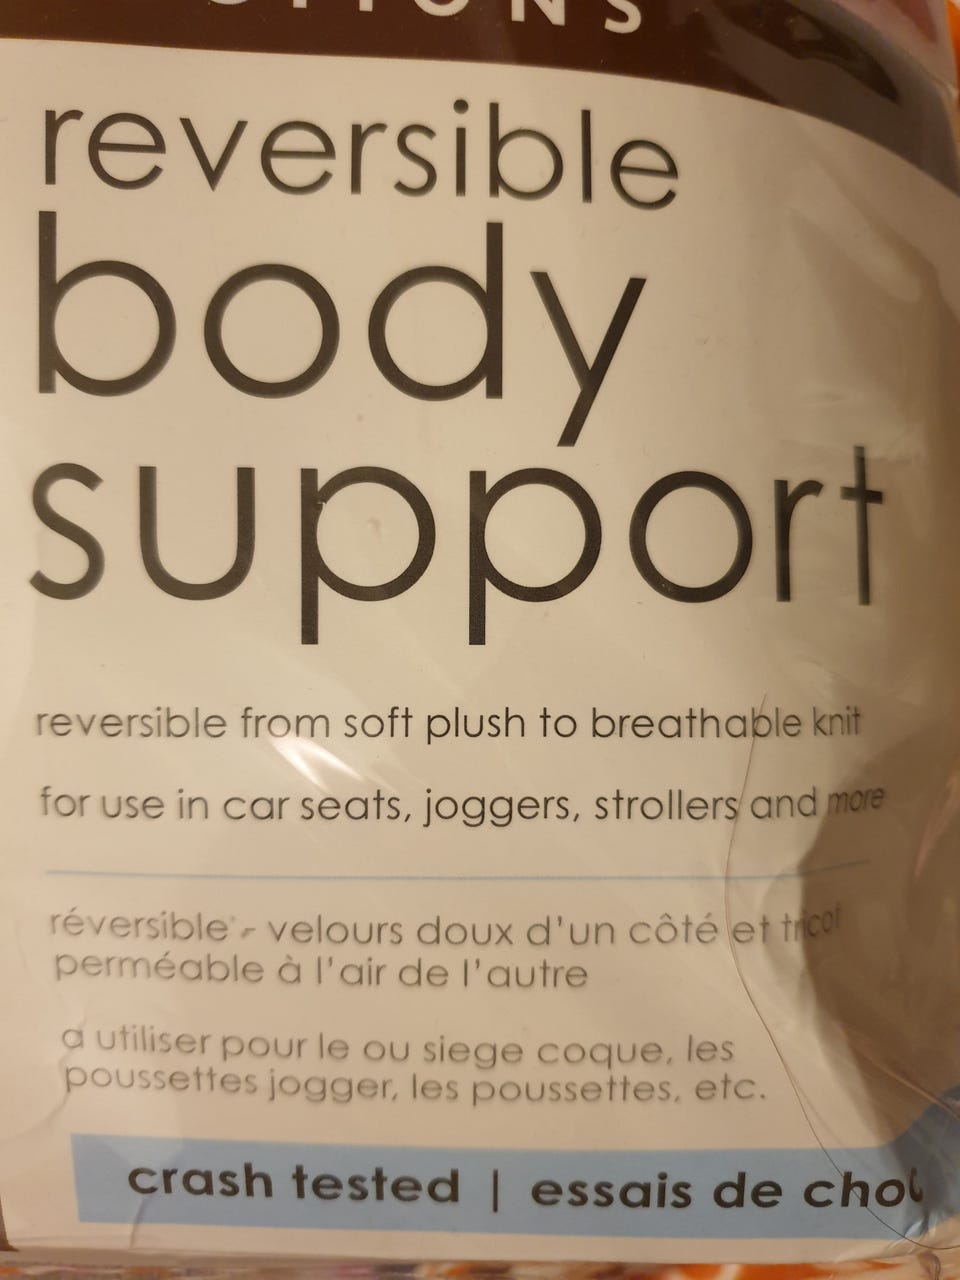 reversible
body
support
reversible from soft plush to breathable knit
for use in car seats, joggers, strollers and more
réversible - velours doux d'un côté et tricot
perméable à l'air de l'autre
a utiliser pour le ou siege coque, les
poussettes jogger, les poussettes, etc.
crash tested | essais de choc